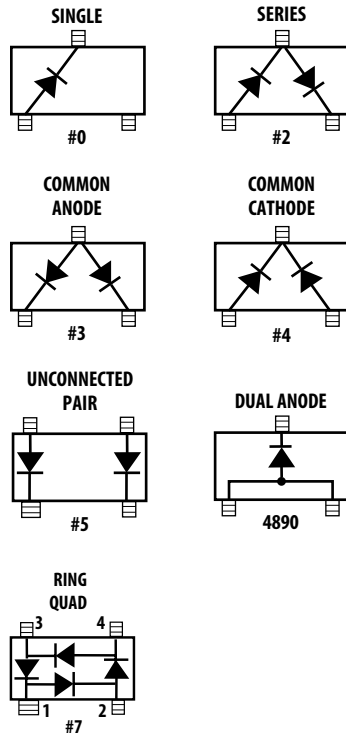 SINGLE
#0
SERIES
#2
COMMON
ANODE
#3
COMMON
CATHODE
#4
UNCONNECTED
PAIR
#5
DUAL ANODE
4890
RING
QUAD
3 4
1 2
#7